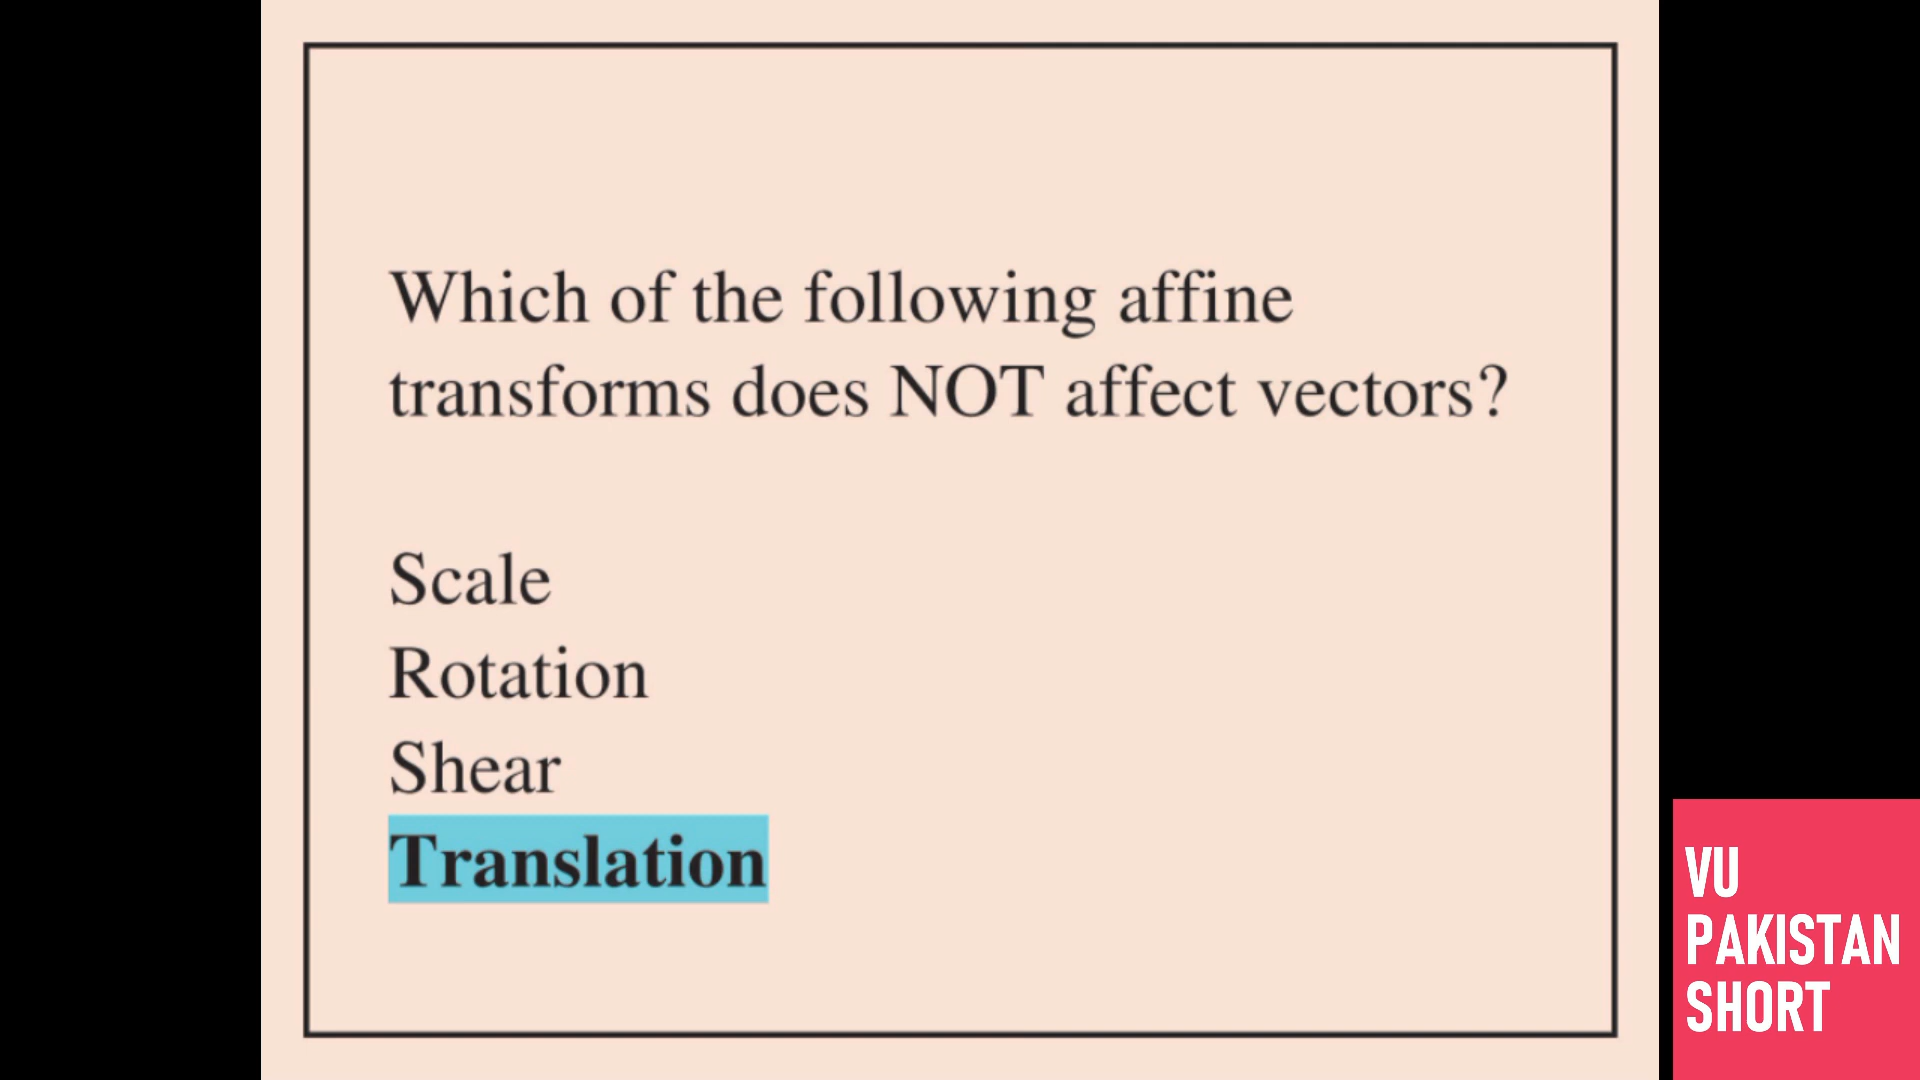 Which of the following affine
transforms does NOT affect vectors?
Scale
Rotation
Shear
Translation
VU
PAKISTAN
SHORT